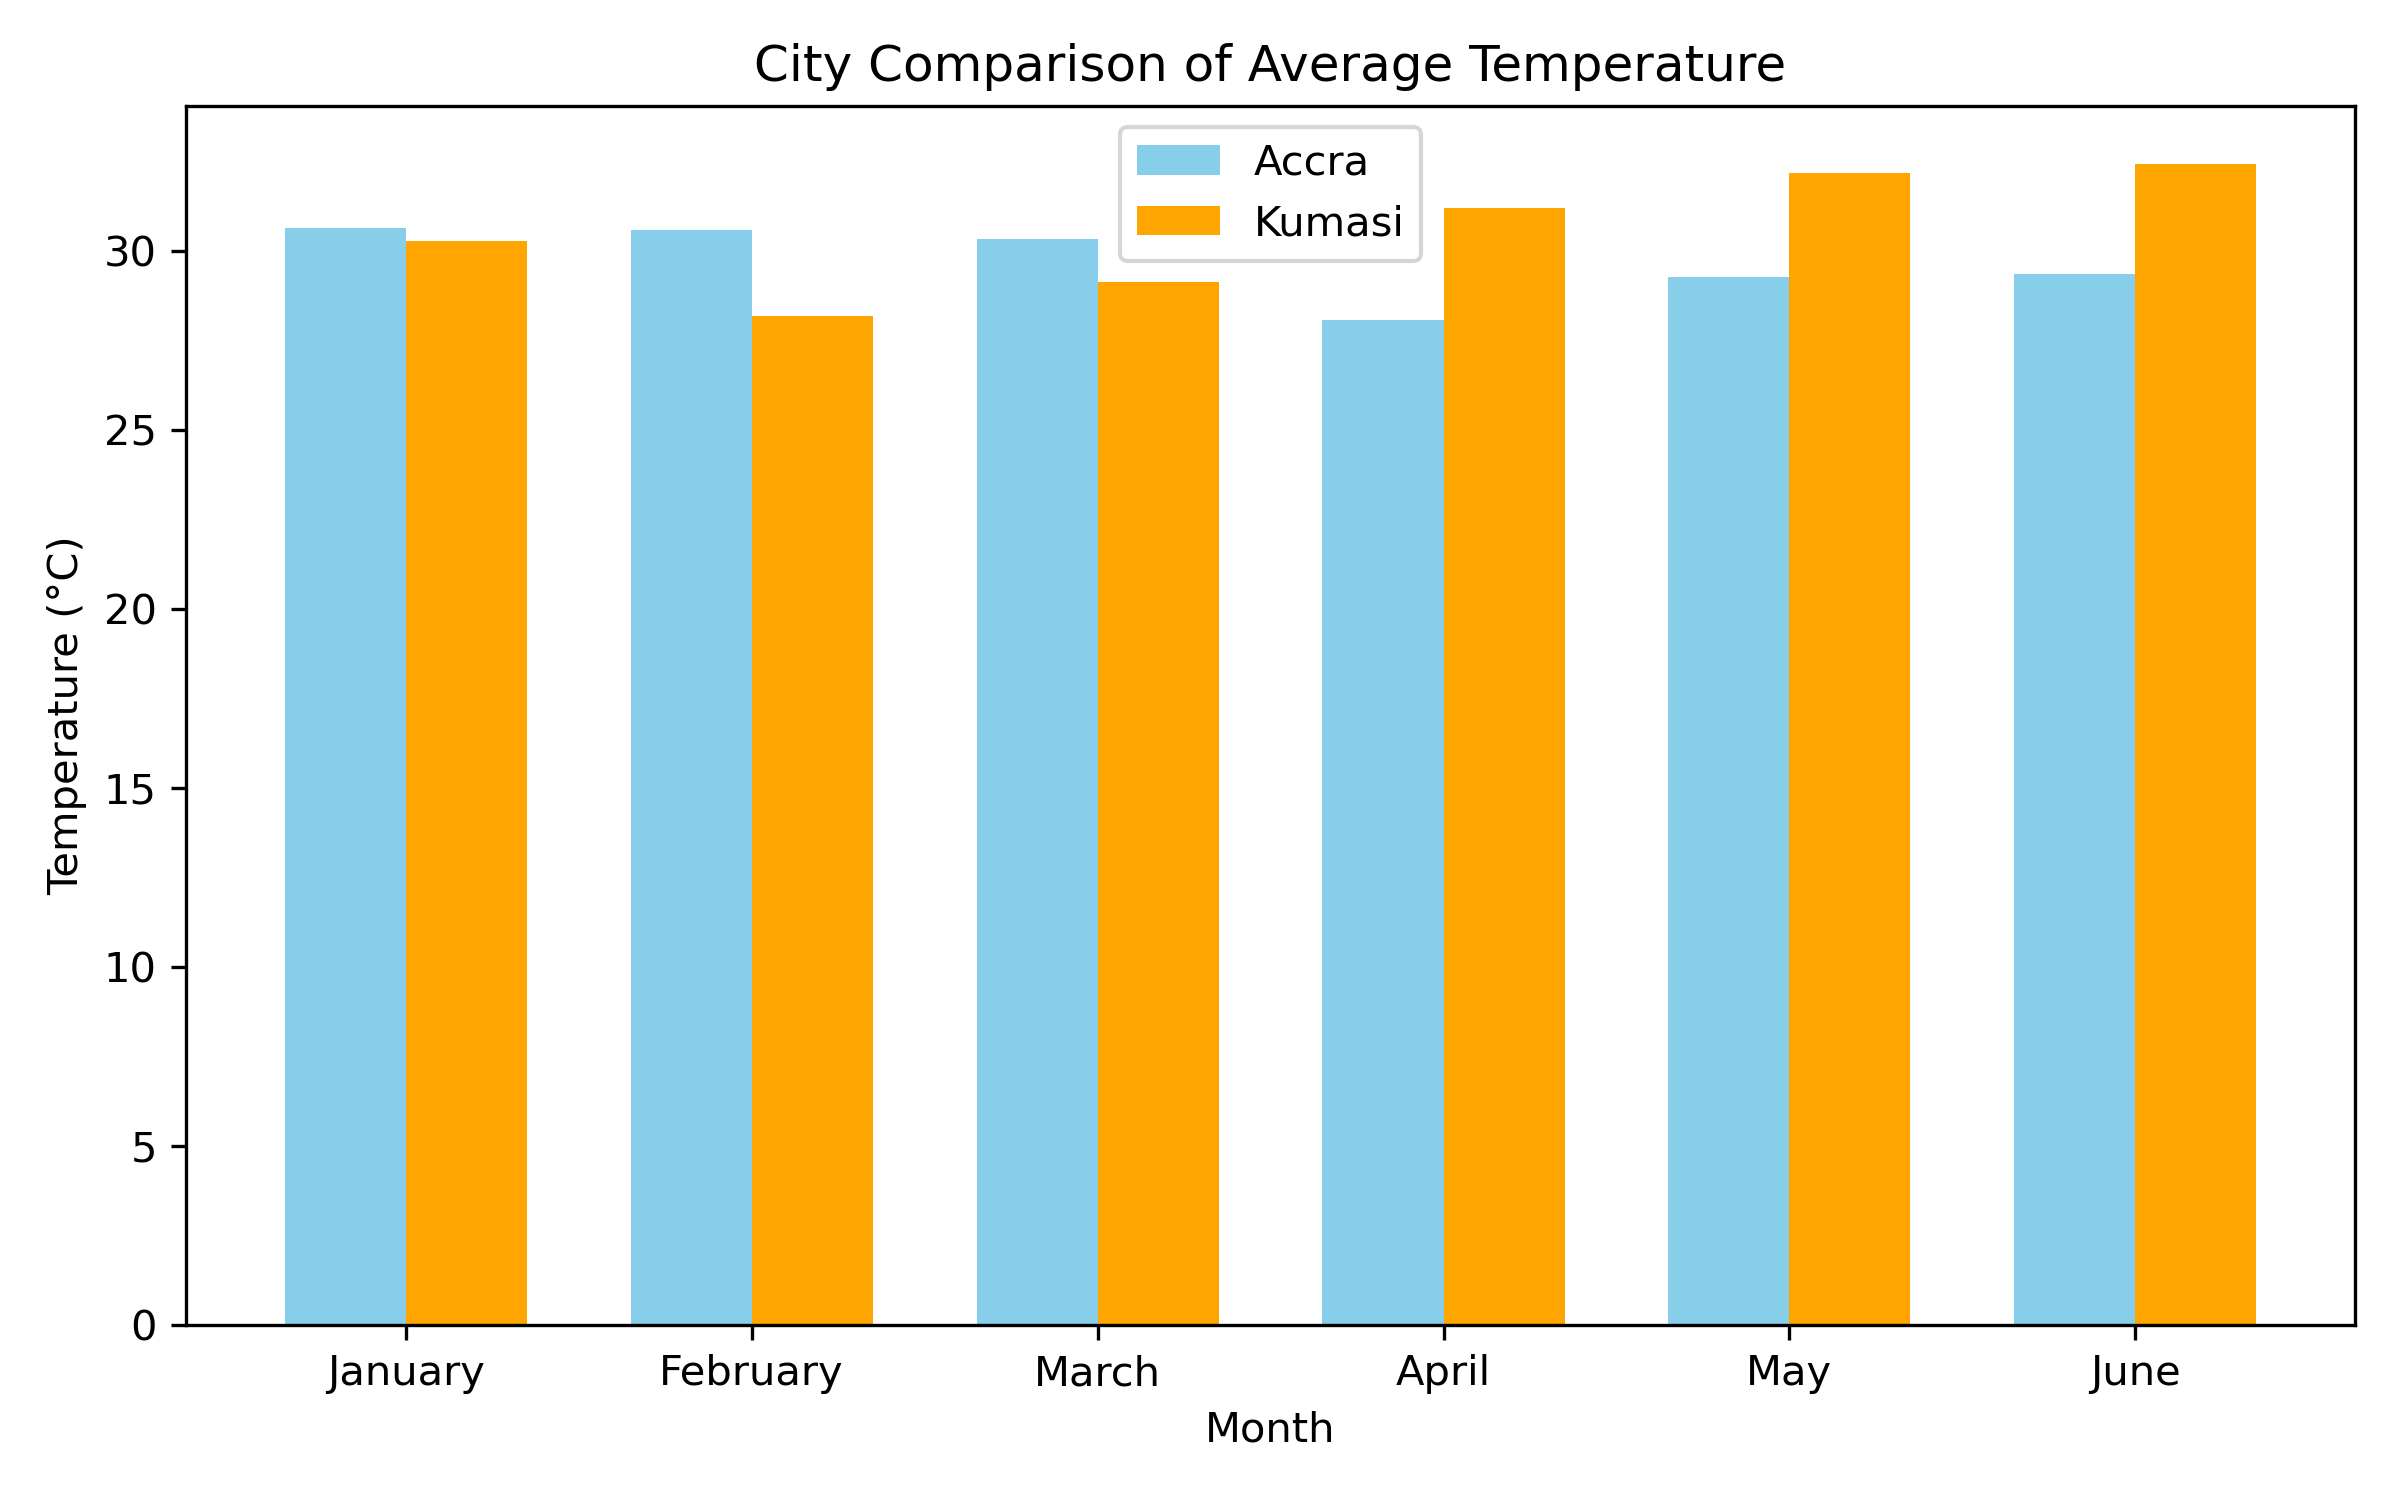 City Comparison of Average Temperature
Accra
Kumasi
30
25
20
15
10
5
0
Temperature (°C)
January February March April May June
Month